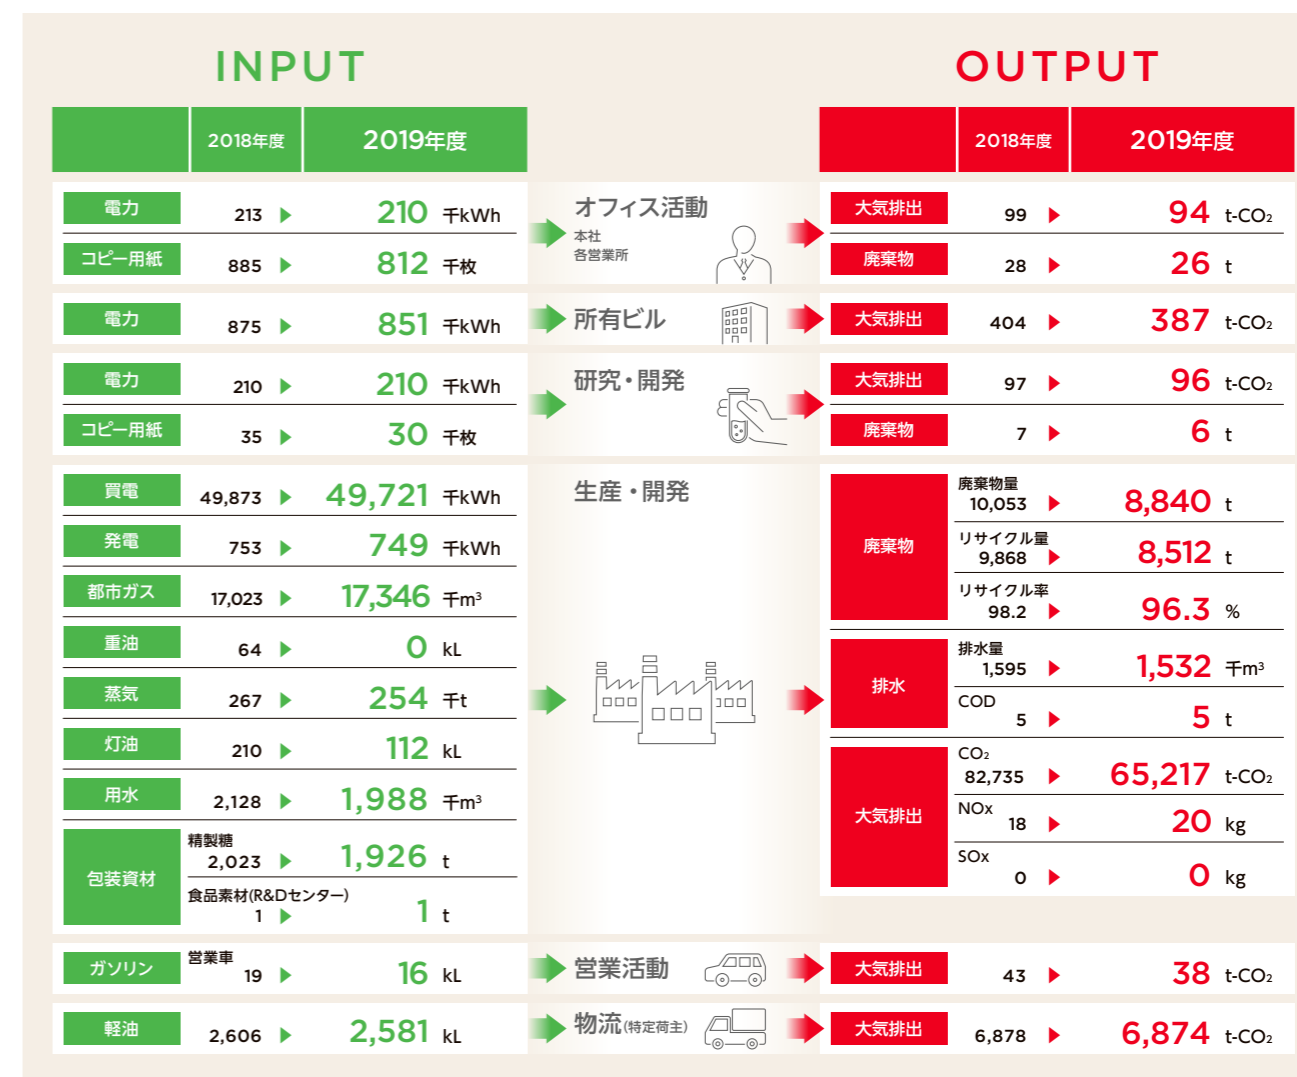 INPUT
OUTPUT
2018年度 2019年度
2018年度 2019年度
電力 213 210 千kWh
コピー用紙 885 812 千枚
オフィス活動
本社
各営業所
大気排出 99 94 t-CO₂
廃棄物 28 26 t
電力 875 851 千kWh
所有ビル
大気排出 404 387 t-CO₂
電力 210 210 千kWh
コピー用紙 35 30 千枚
研究・開発
大気排出 97 96 t-CO₂
廃棄物 7 6 t
買電 49,873 49,721 千kWh
発電 753 749 千kWh
都市ガス 17,023 17,346 千m³
重油 64 0 kL
蒸気 267 254 千t
灯油 210 112 kL
用水 2,128 1,988 千m³
包装資材
精製糖
2,023 1,926 t
食品素材(R&Dセンター)
1 1 t
生産・開発
廃棄物
廃棄物量
10,053 8,840 t
リサイクル量
9,868 8,512 t
リサイクル率
98.2 96.3 %
排水
排水量
1,595 1,532 千m³
COD
5 5 t
大気排出
CO₂
82,735 65,217 t-CO₂
NOx
18 20 kg
SOx
0 0 kg
ガソリン
営業車
19 16 kL
営業活動
大気排出 43 38 t-CO₂
軽油 2,606 2,581 kL
物流(特定荷主)
大気排出 6,878 6,874 t-CO₂